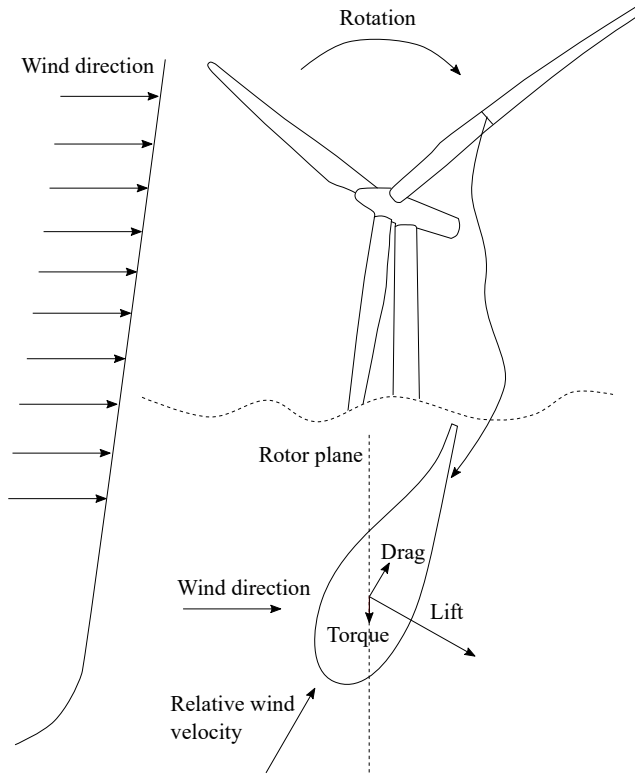 Rotation
Wind direction
Rotor plane
Drag
Wind direction
Lift
Torque
Relative wind
velocity